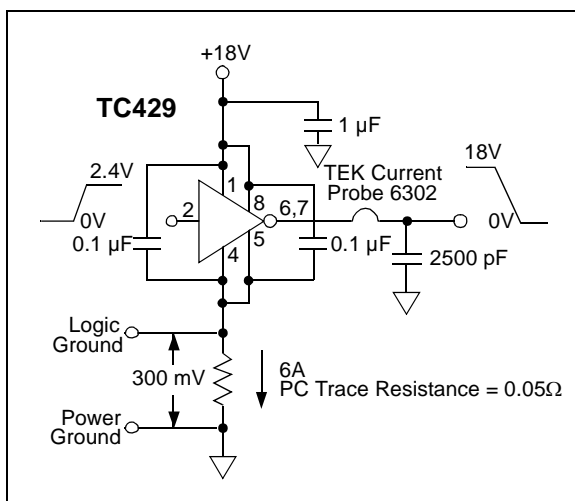 +18V
TC429
1 µF
TEK Current
Probe 6302
18V
0V
2.4V
0V
0.1 µF
2
1
8
6,7
4
5
0.1 µF
2500 pF
Logic
Ground
300 mV
6A
PC Trace Resistance = 0.05Ω
Power
Ground